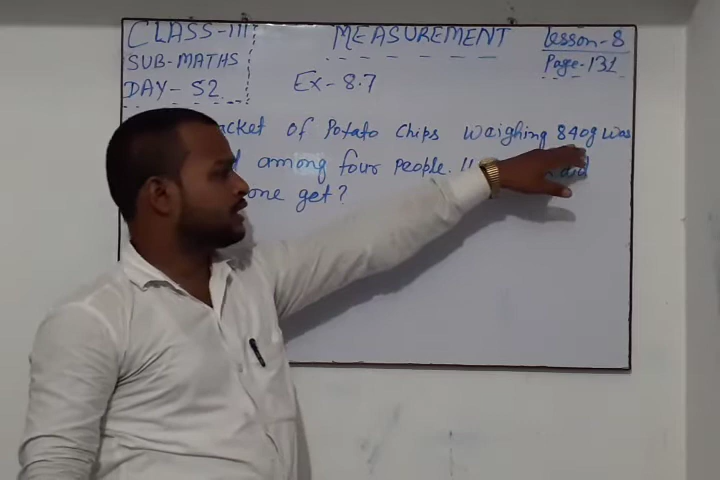 CLASS-III
SUB-MATHS
DAY-52
MEASUREMENT
Lesson-8
Page-131
Ex-8.7
of Potato Chips weighing 840g was
among four people. did
one get?